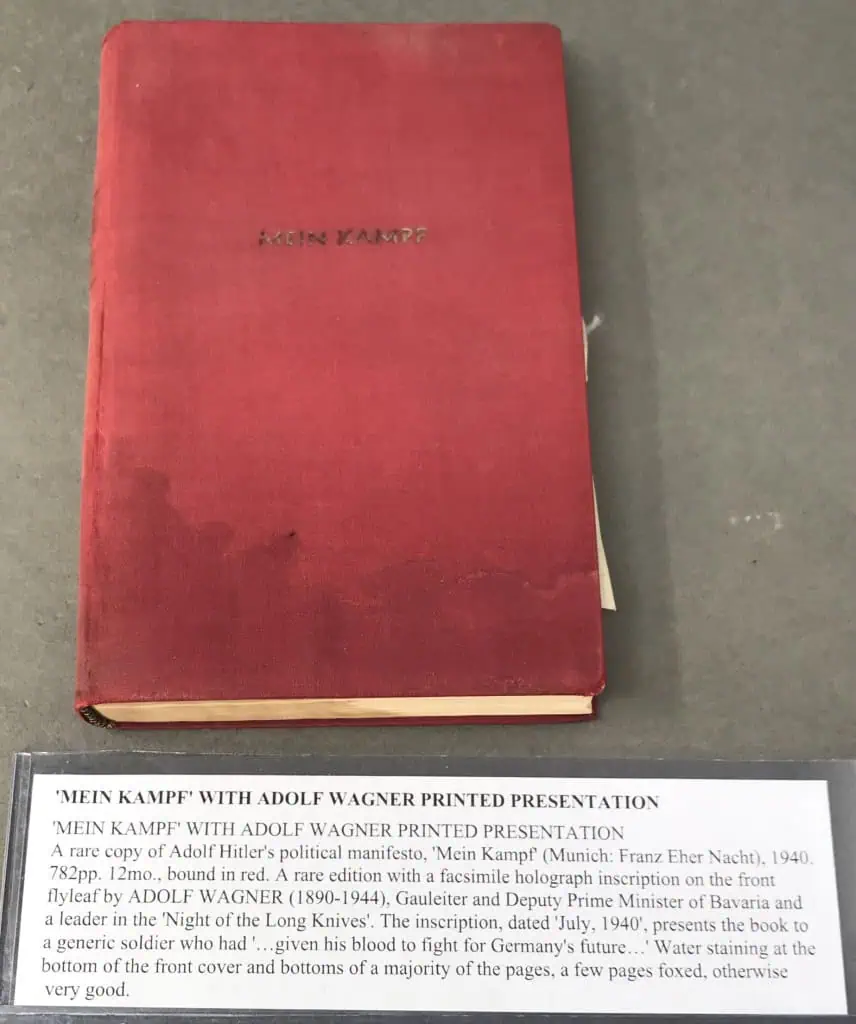 MEIN KAMPF
'MEIN KAMPF' WITH ADOLF WAGNER PRINTED PRESENTATION
'MEIN KAMPF' WITH ADOLF WAGNER PRINTED PRESENTATION
A rare copy of Adolf Hitler's political manifesto, 'Mein Kampf' (Munich: Franz Eher Nacht), 1940.
782pp. 12mo., bound in red. A rare edition with a facsimile holograph inscription on the front
flyleaf by ADOLF WAGNER (1890-1944), Gauleiter and Deputy Prime Minister of Bavaria and
a leader in the 'Night of the Long Knives'. The inscription, dated 'July, 1940', presents the book to
a generic soldier who had '…given his blood to fight for Germany's future…' Water staining at the
bottom of the front cover and bottoms of a majority of the pages, a few pages foxed, otherwise
very good.